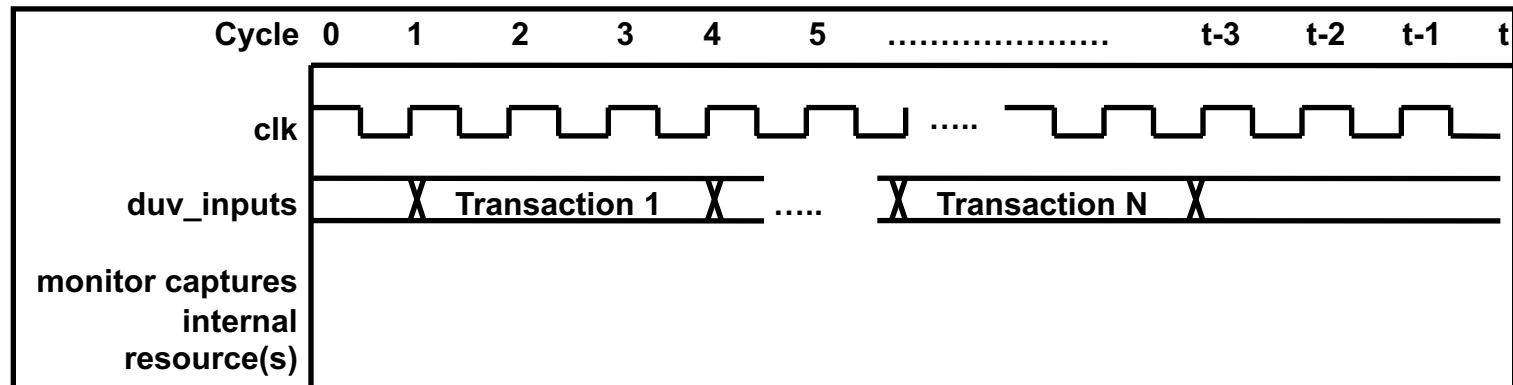 Cycle 0 1 2 3 4 5 ..................... t-3 t-2 t-1 t
clk .....
duv_inputs Transaction 1 ..... Transaction N
monitor captures
internal
resource(s)